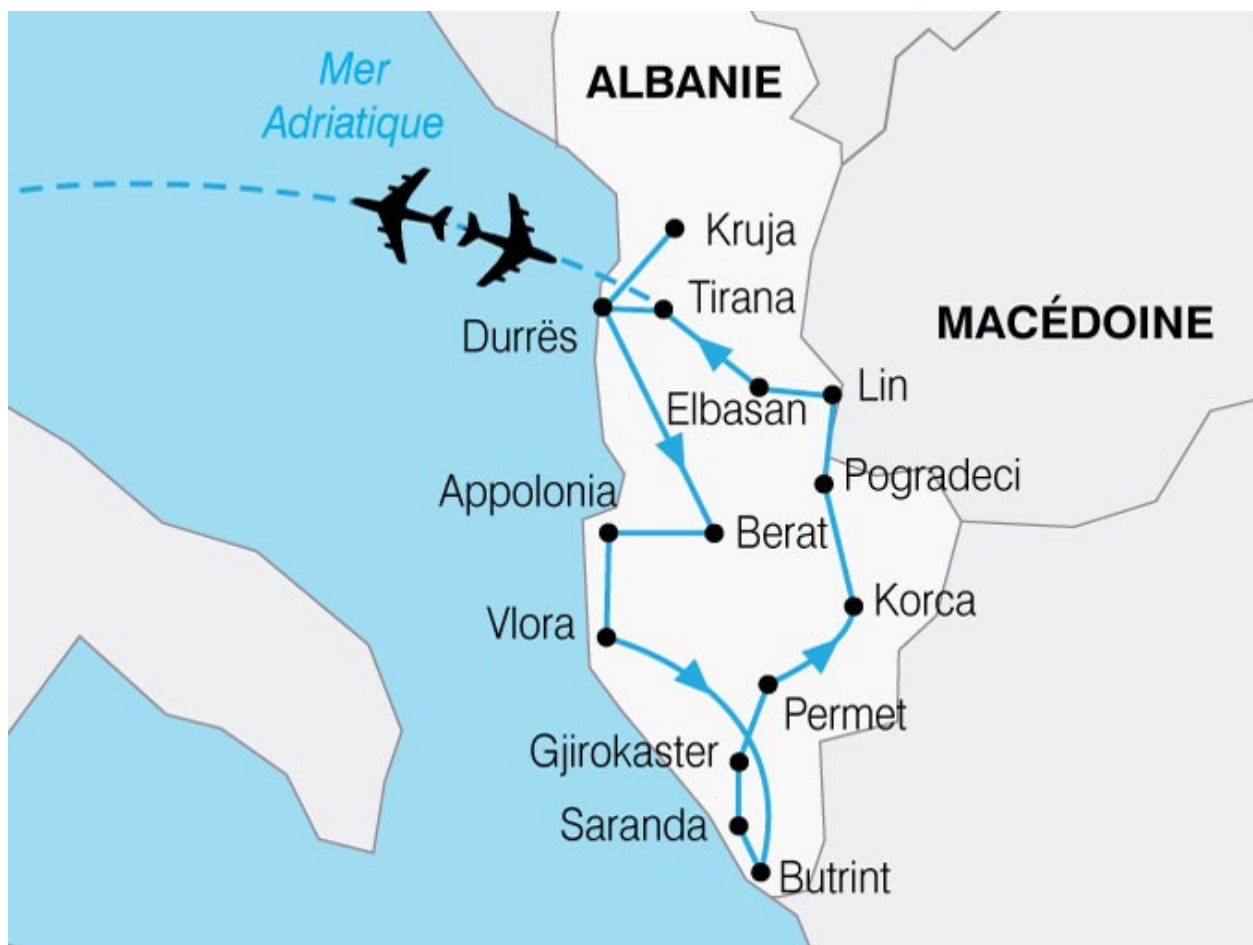 Mer
Adriatique
ALBANIE
Kruja
Tirana
Durrës
MACÉDOINE
Lin
Elbasan
Pogradeci
Appolonia
Berat
Korca
Vlora
Permet
Gjirokaster
Saranda
Butrint